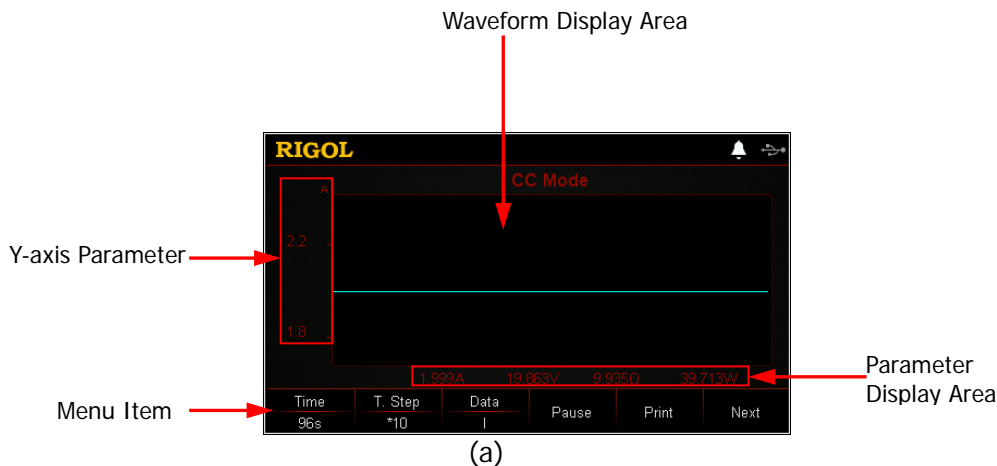 Waveform Display Area
RIGOL
CC Mode
A
2.2
Y-axis Parameter
1.8
1.999A 19.863V 9.935Ω 39.713W
Parameter
Display Area
Menu Item
Time T. Step Data Pause Print Next
96s *10 I
(a)